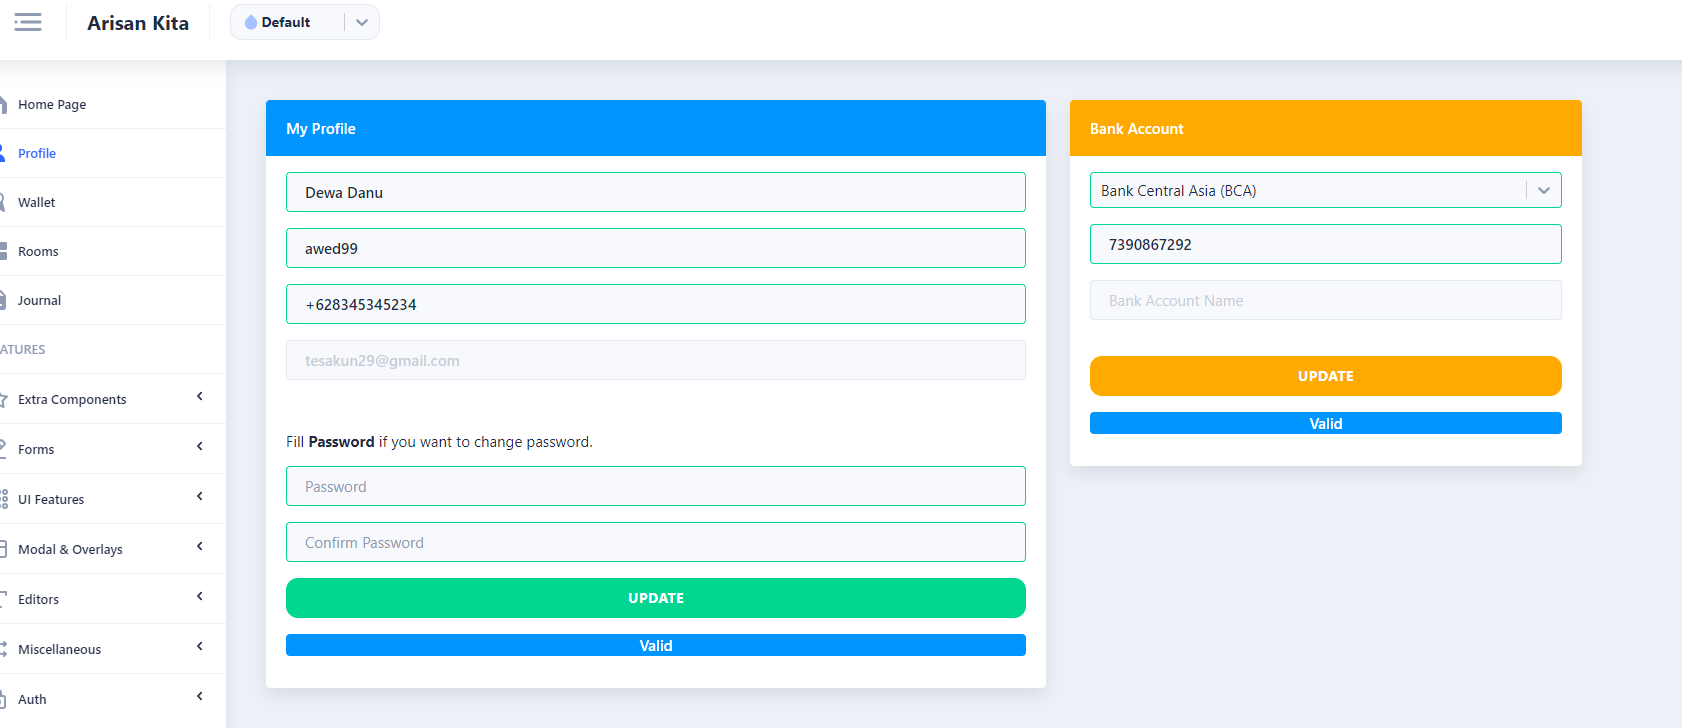 Arisan Kita
Default
Home Page
Profile
Wallet
Rooms
Journal
ATURES
Extra Components
Forms
UI Features
Modal & Overlays
Editors
Miscellaneous
Auth
My Profile
Dewa Danu
awed99
+628345345234
tesakun29@gmail.com
Fill Password if you want to change password.
Password
Confirm Password
UPDATE
Valid
Bank Account
Bank Central Asia (BCA)
7390867292
Bank Account Name
UPDATE
Valid